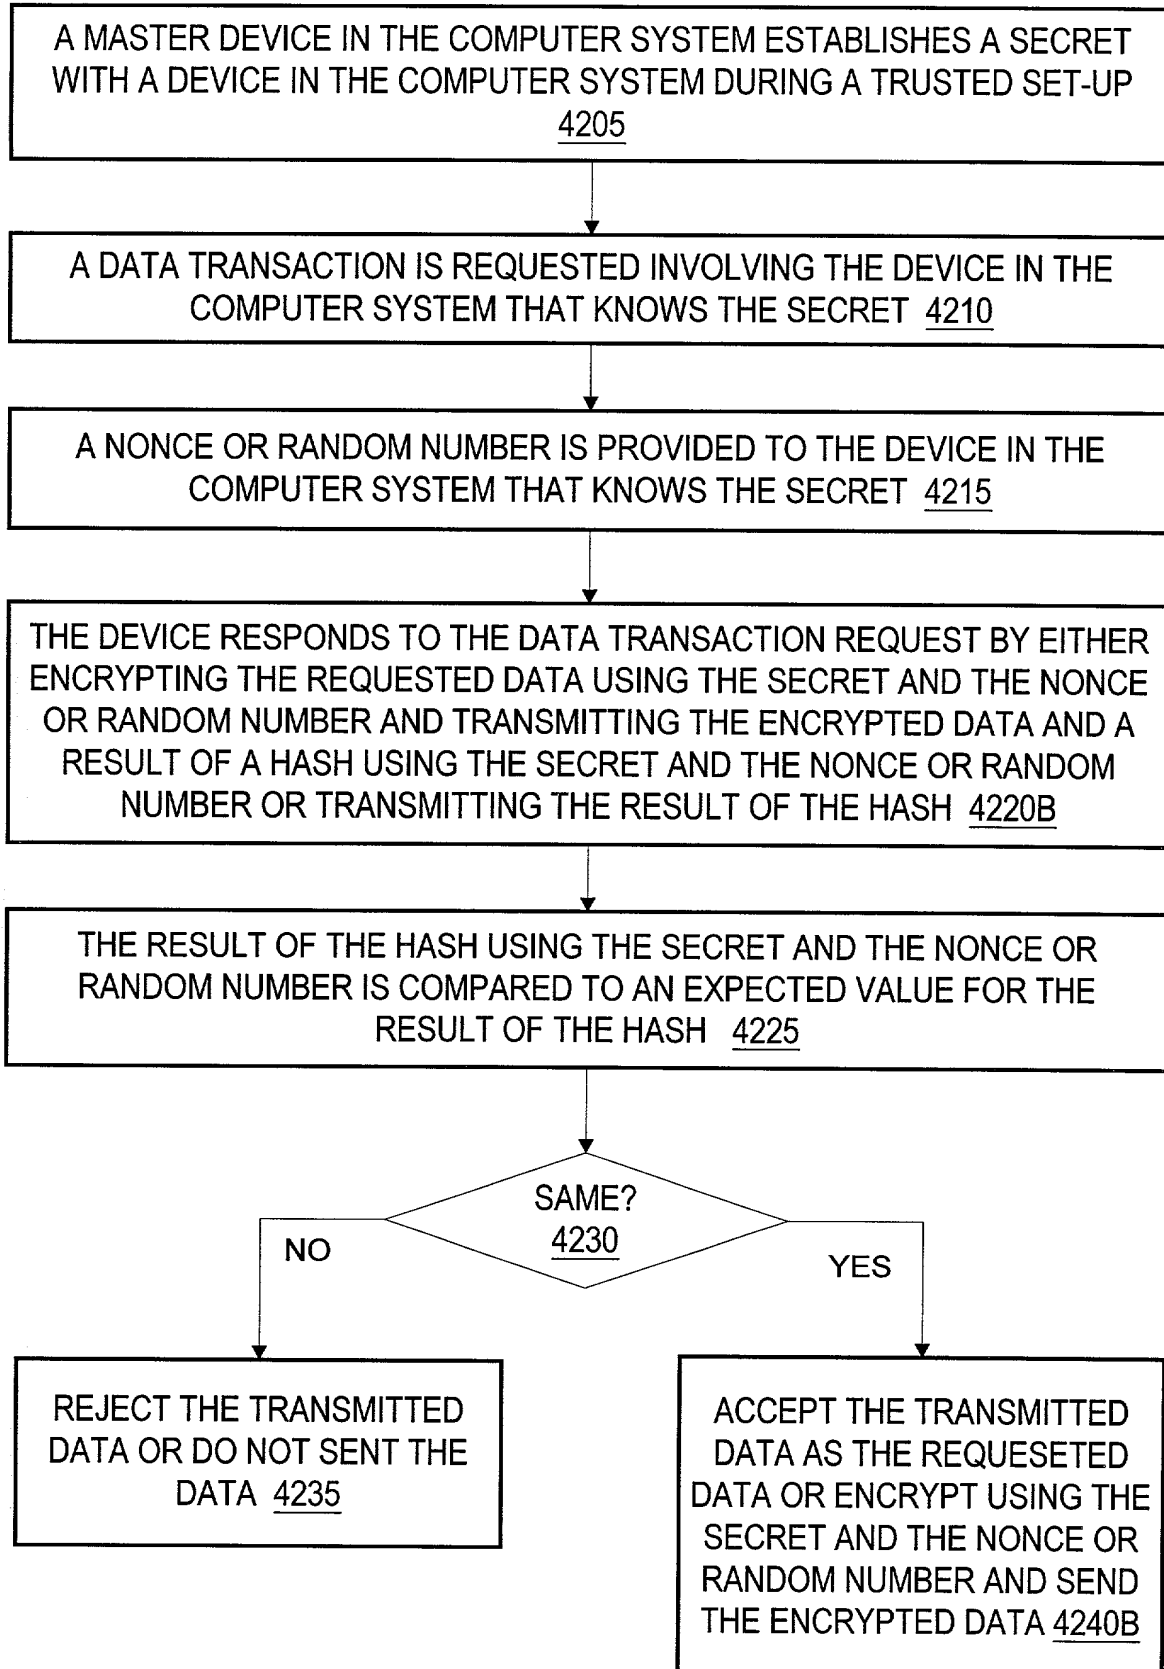 A MASTER DEVICE IN THE COMPUTER SYSTEM ESTABLISHES A SECRET
WITH A DEVICE IN THE COMPUTER SYSTEM DURING A TRUSTED SET-UP
4205
A DATA TRANSACTION IS REQUESTED INVOLVING THE DEVICE IN THE
COMPUTER SYSTEM THAT KNOWS THE SECRET 4210
A NONCE OR RANDOM NUMBER IS PROVIDED TO THE DEVICE IN THE
COMPUTER SYSTEM THAT KNOWS THE SECRET 4215
THE DEVICE RESPONDS TO THE DATA TRANSACTION REQUEST BY EITHER
ENCRYPTING THE REQUESTED DATA USING THE SECRET AND THE NONCE
OR RANDOM NUMBER AND TRANSMITTING THE ENCRYPTED DATA AND A
RESULT OF A HASH USING THE SECRET AND THE NONCE OR RANDOM
NUMBER OR TRANSMITTING THE RESULT OF THE HASH 4220B
THE RESULT OF THE HASH USING THE SECRET AND THE NONCE OR
RANDOM NUMBER IS COMPARED TO AN EXPECTED VALUE FOR THE
RESULT OF THE HASH 4225
SAME?
4230
NO
YES
REJECT THE TRANSMITTED
DATA OR DO NOT SENT THE
DATA 4235
ACCEPT THE TRANSMITTED
DATA AS THE REQUESETED
DATA OR ENCRYPT USING THE
SECRET AND THE NONCE OR
RANDOM NUMBER AND SEND
THE ENCRYPTED DATA 4240B